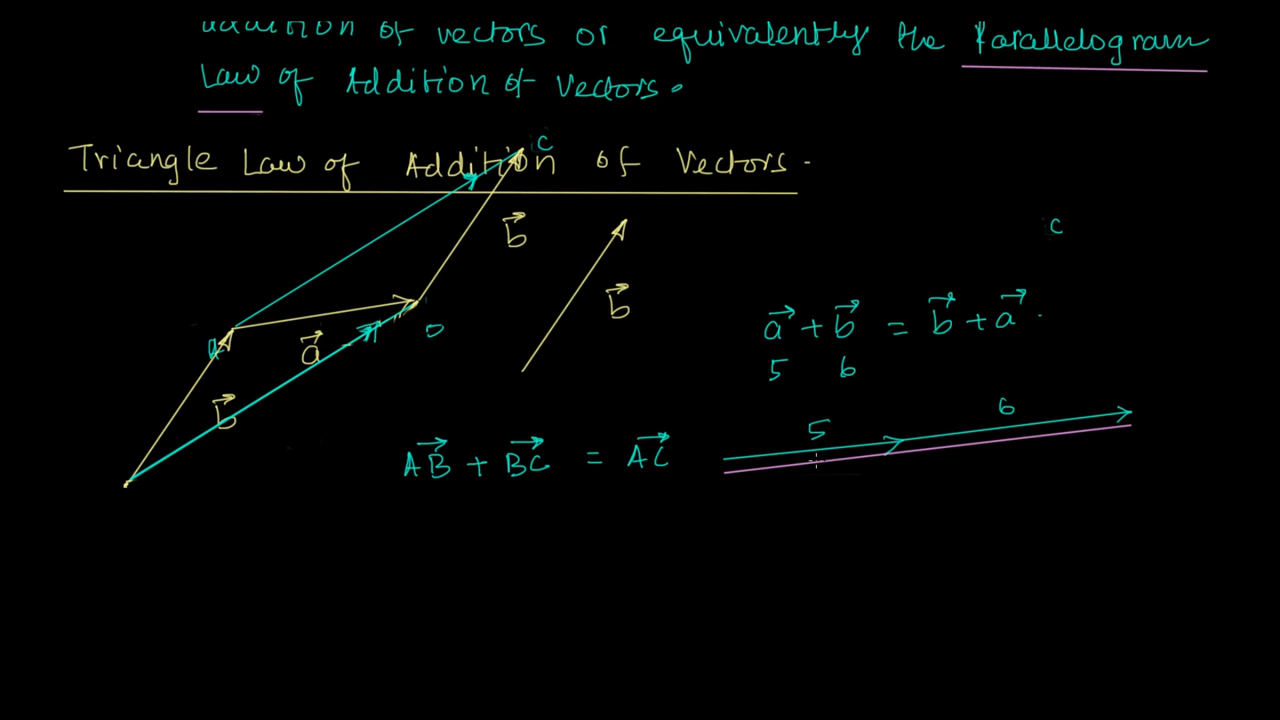 addition of vectors or equivalently the Parallelogram
Law of Addition of Vectors.
Triangle Law of Addition of Vectors.
C
b⃗
C
b⃗
a⃗ + b⃗ = b⃗ + a⃗.
a⃗
5 6
b⃗
6
5
AB⃗ + BC⃗ = AC⃗